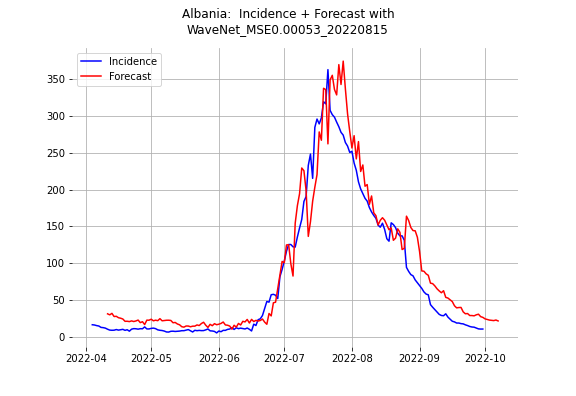 Albania:  Incidence + Forecast with
WaveNet_MSE0.00053_20220815
Incidence
Forecast
350
300
250
200
150
100
50
0
2022-04 2022-05 2022-06 2022-07 2022-08 2022-09 2022-10